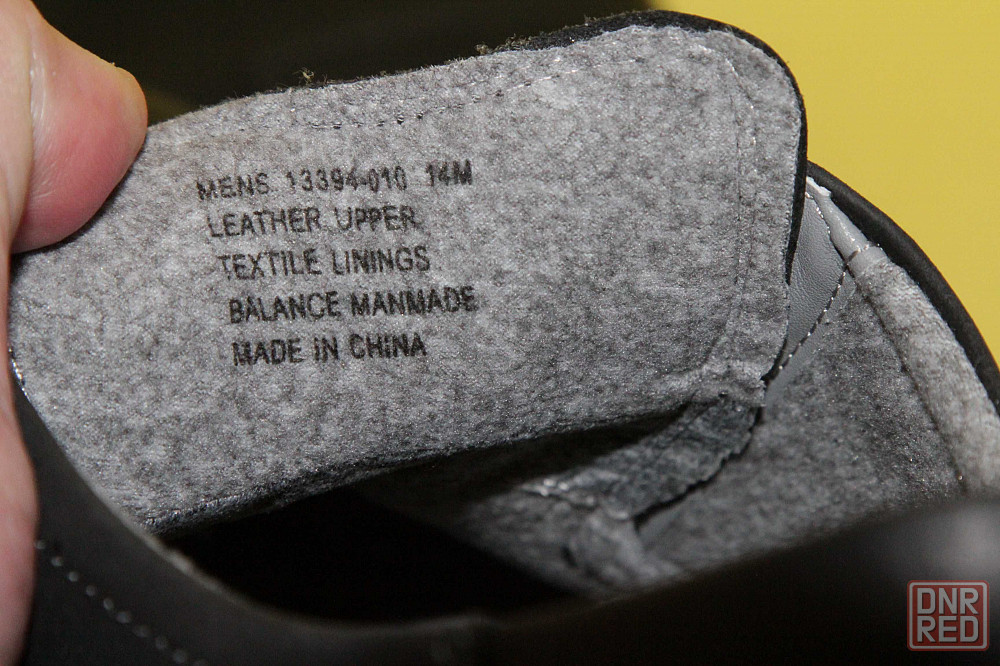 MENS 13394-010 14M
LEATHER UPPER
TEXTILE LININGS
BALANCE MANMADE
MADE IN CHINA
DNR
RED